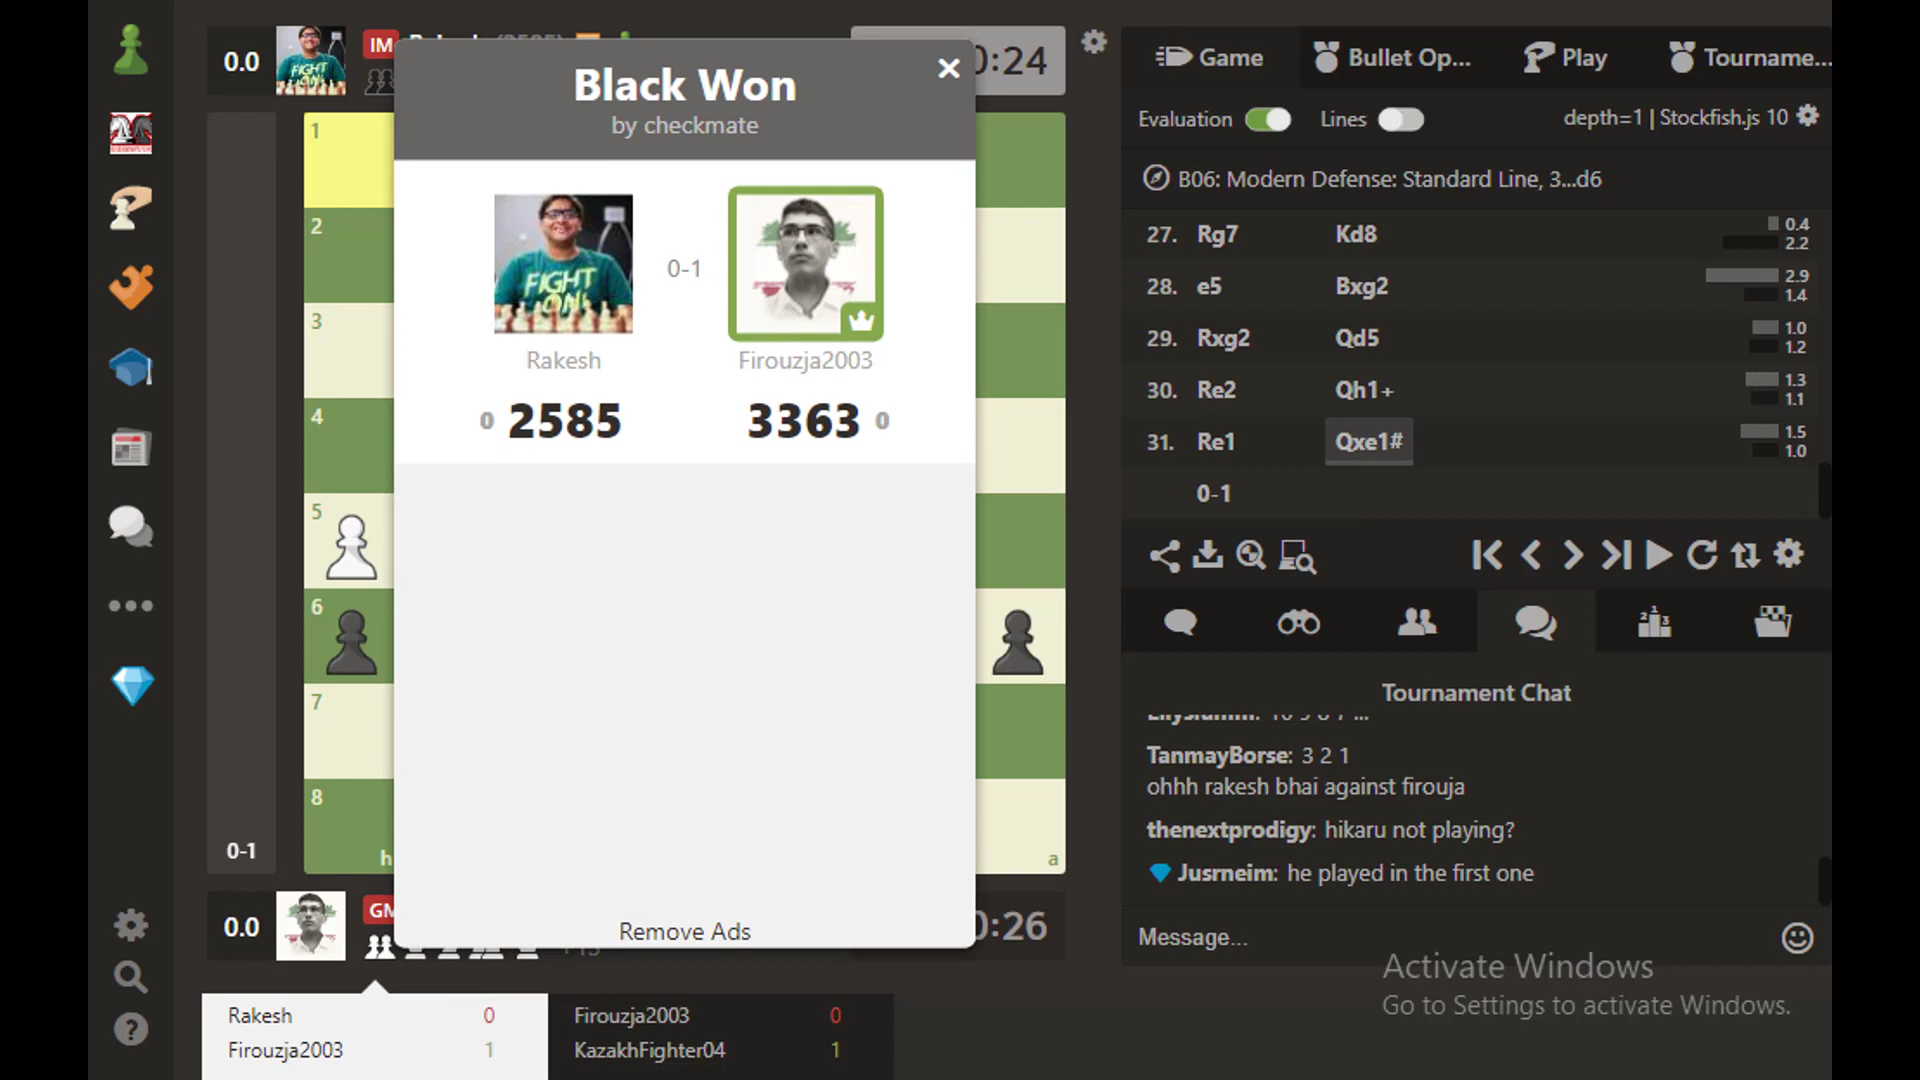 0.0
IM
0:24
Black Won
by checkmate
0-1
FIGHT
ON!
Rakesh
Firouzja2003
0 2585
3363 0
Remove Ads
1
2
3
4
5
6
7
8
h
a
0-1
0.0
GM
0:26
Rakesh 0
Firouzja2003 1
Firouzja2003 0
KazakhFighter04 1
Game
Bullet Op...
Play
Tourname...
Evaluation
Lines
depth=1 | Stockfish.js 10
B06: Modern Defense: Standard Line, 3...d6
27. Rg7 Kd8 0.4
2.2
28. e5 Bxg2 2.9
1.4
29. Rxg2 Qd5 1.0
1.2
30. Re2 Qh1+ 1.3
1.1
31. Re1 Qxe1# 1.5
1.0
0-1
Tournament Chat
TanmayBorse: 3 2 1
ohhh rakesh bhai against firouja
thenextprodigy: hikaru not playing?
Jusrneim: he played in the first one
Message...
Activate Windows
Go to Settings to activate Windows.